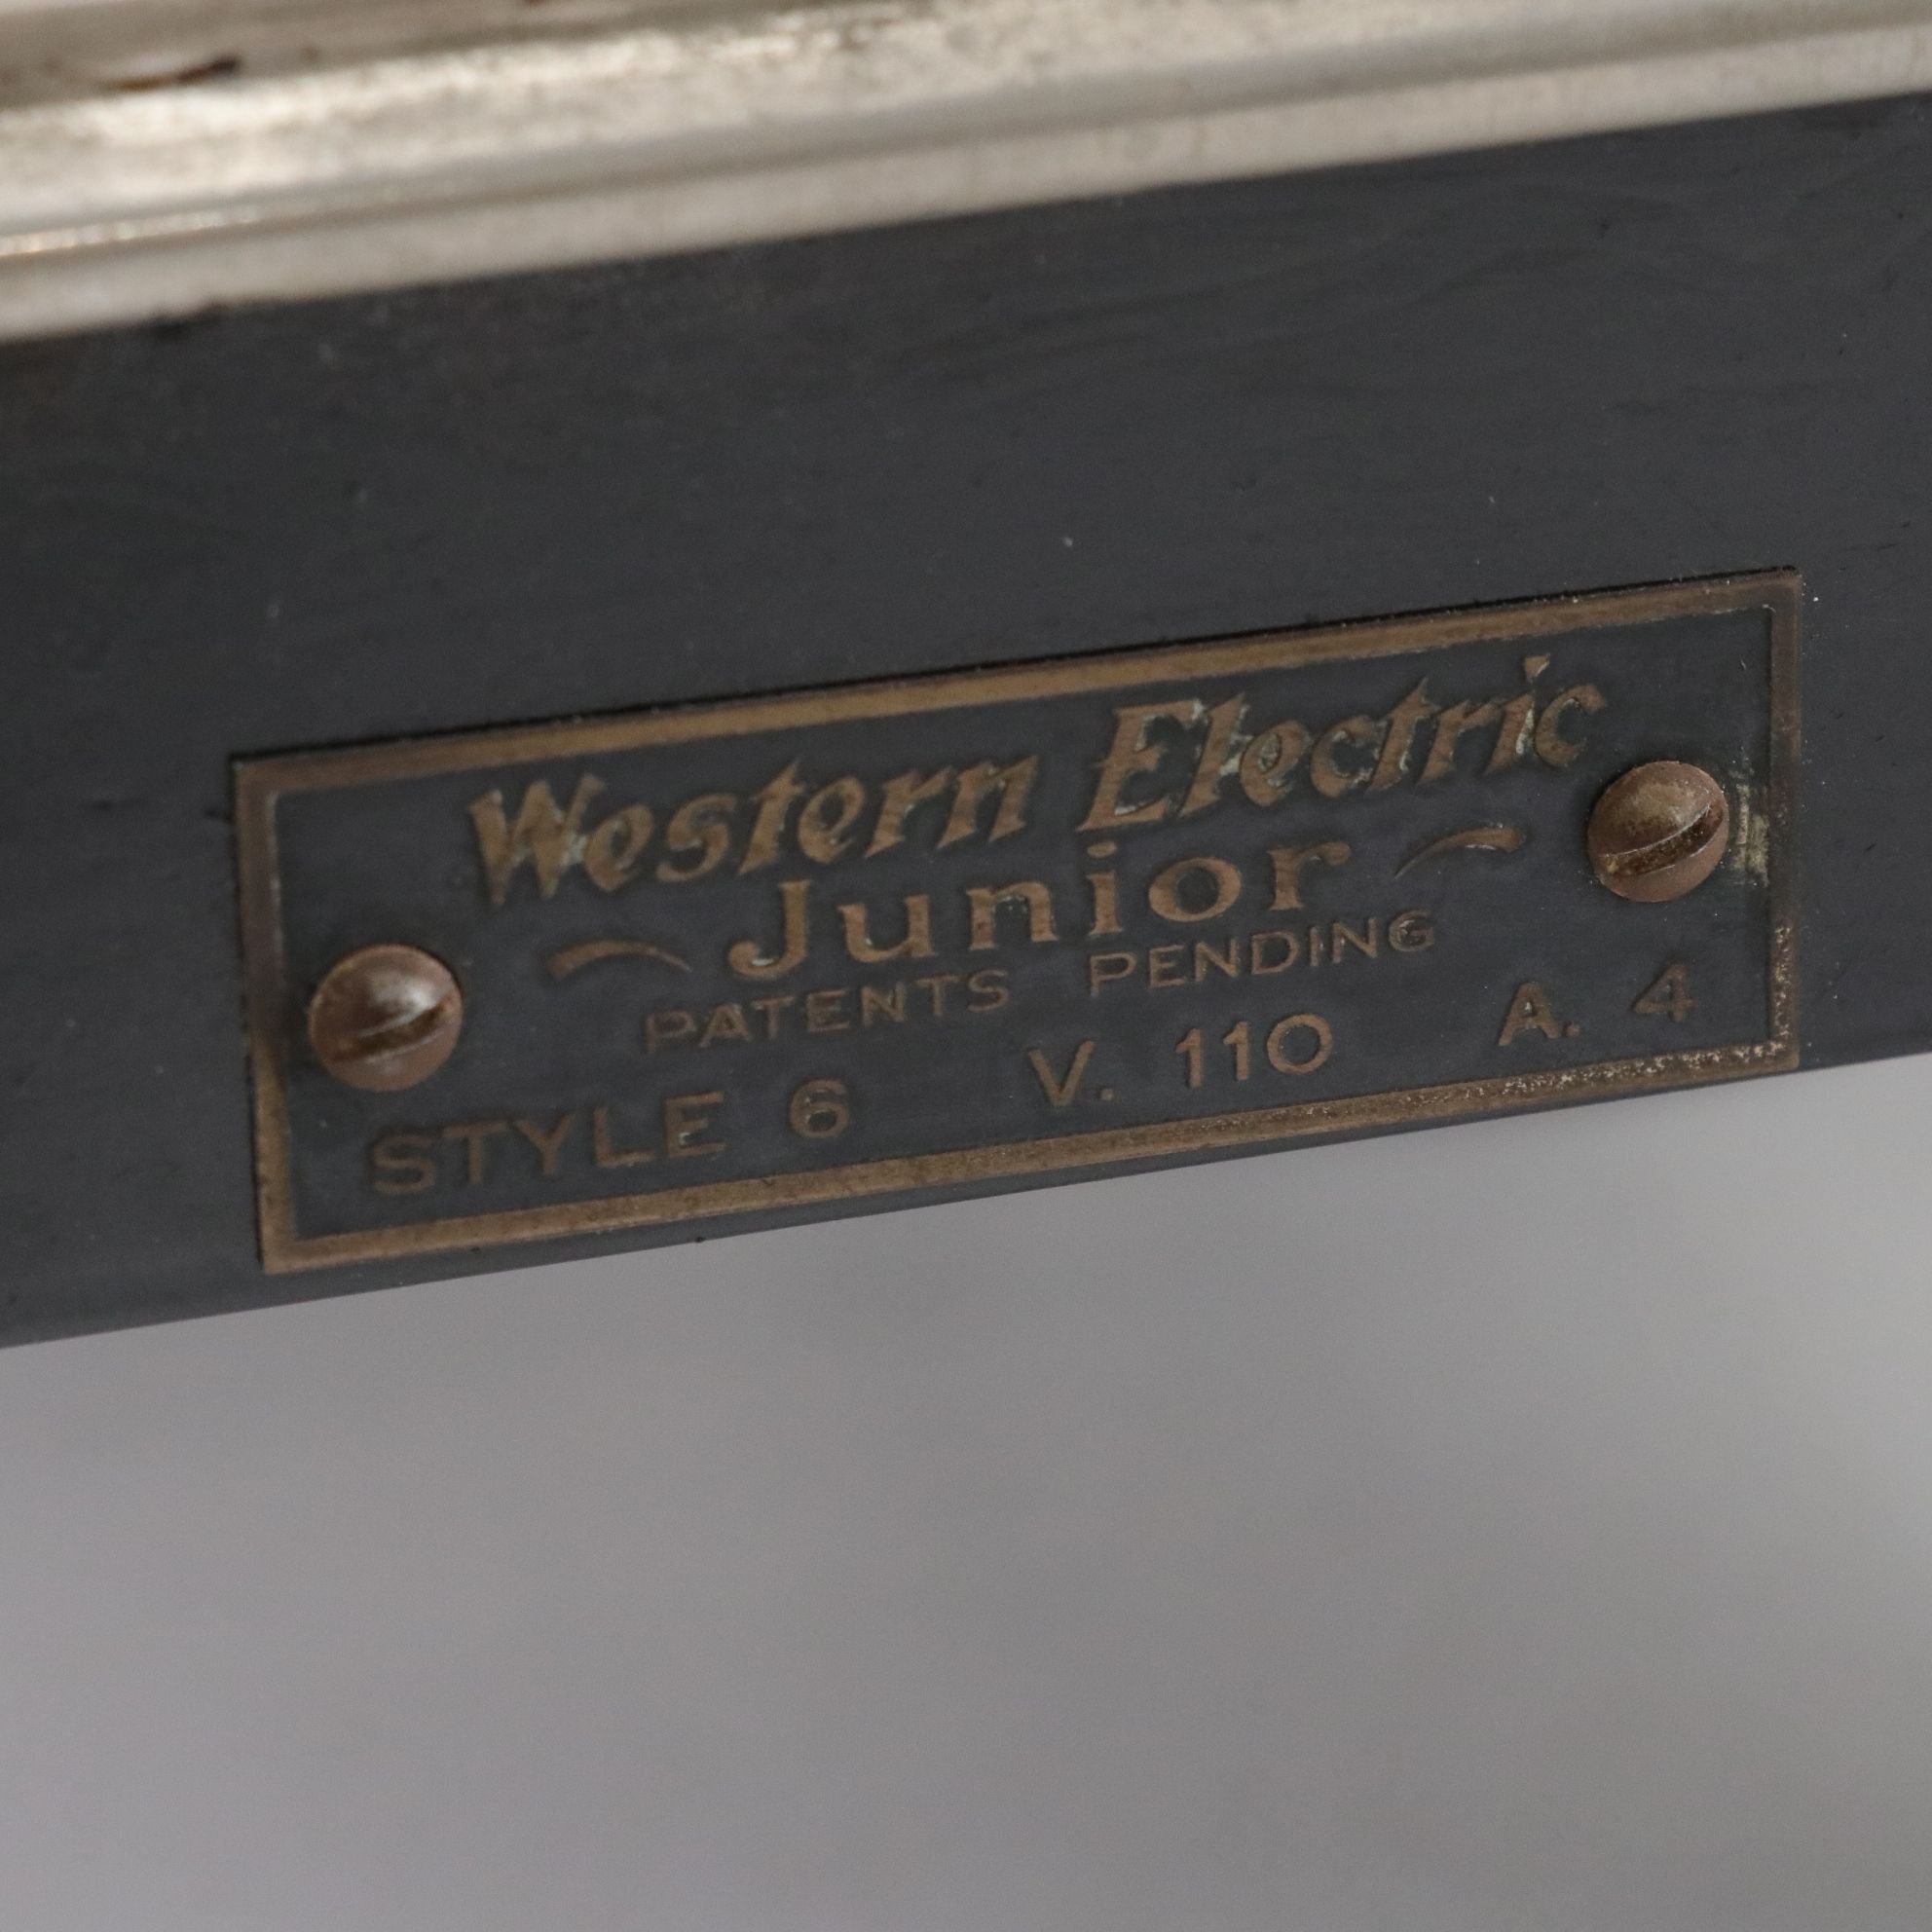 Western Electric
Junior
PATENTS PENDING
STYLE 6 V. 110 A. 4